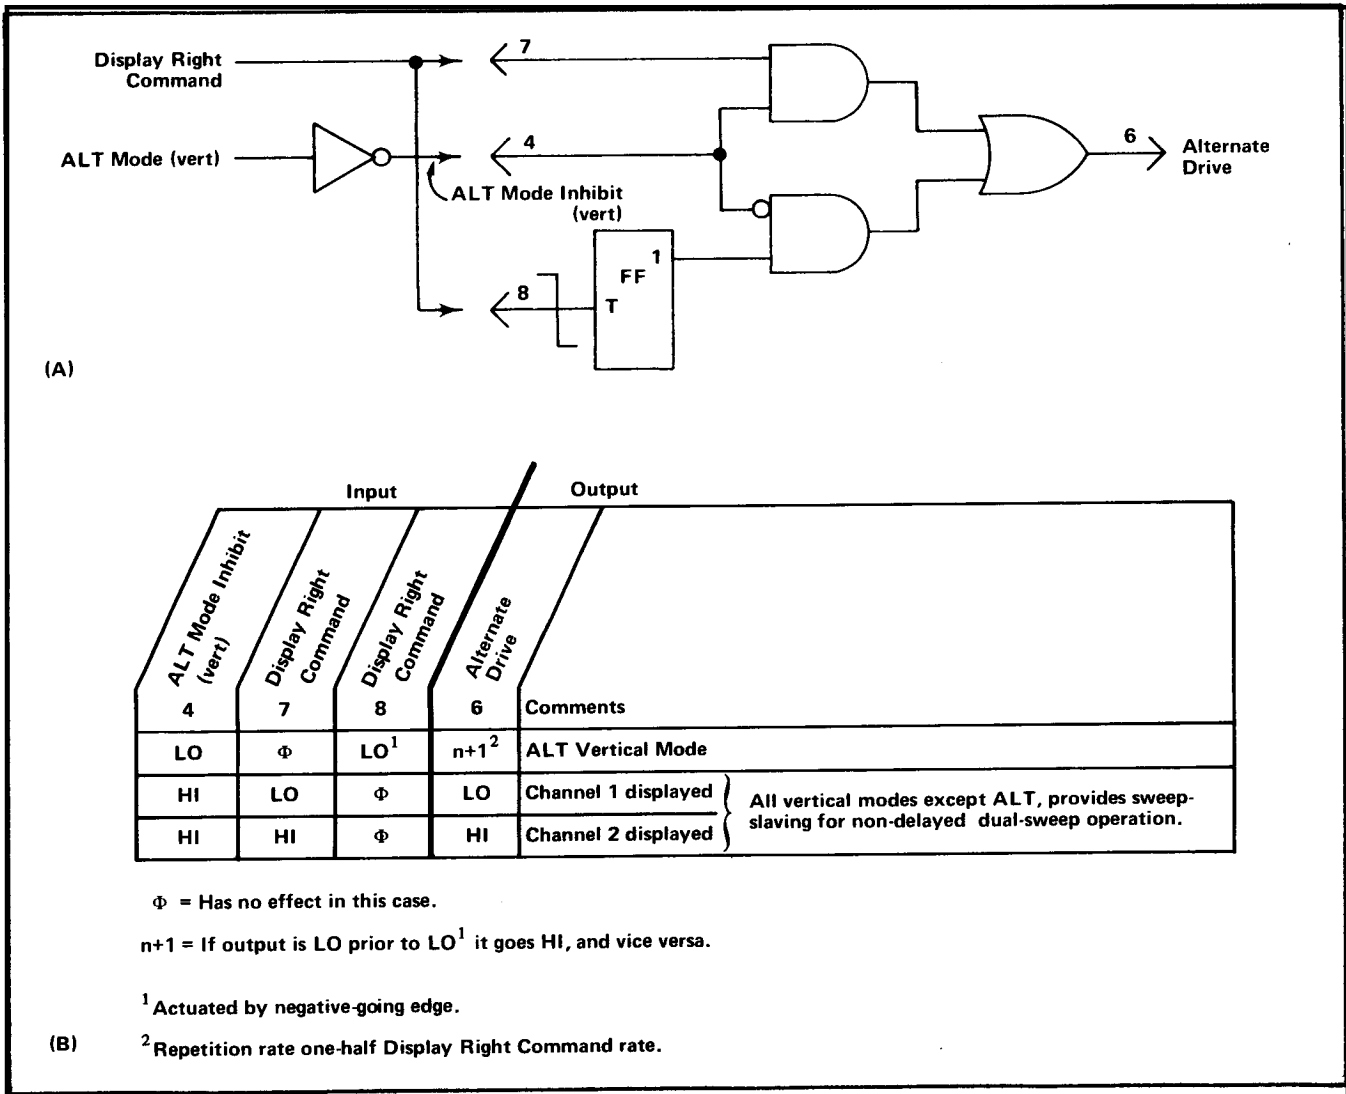 Display Right
Command
7
ALT Mode (vert)
4
ALT Mode Inhibit
(vert)
6
Alternate
Drive
1
FF
T
8
(A)
Input
Output
ALT Mode Inhibit
(vert)
Display Right
Command
Display Right
Command
Alternate
Drive
4 7 8 6 Comments
LO Φ LO¹ n+1² ALT Vertical Mode
HI LO Φ LO Channel 1 displayed
HI HI Φ HI Channel 2 displayed
All vertical modes except ALT, provides sweep-
slaving for non-delayed dual-sweep operation.
Φ = Has no effect in this case.
n+1 = If output is LO prior to LO¹ it goes HI, and vice versa.
¹Actuated by negative-going edge.
(B) ²Repetition rate one-half Display Right Command rate.